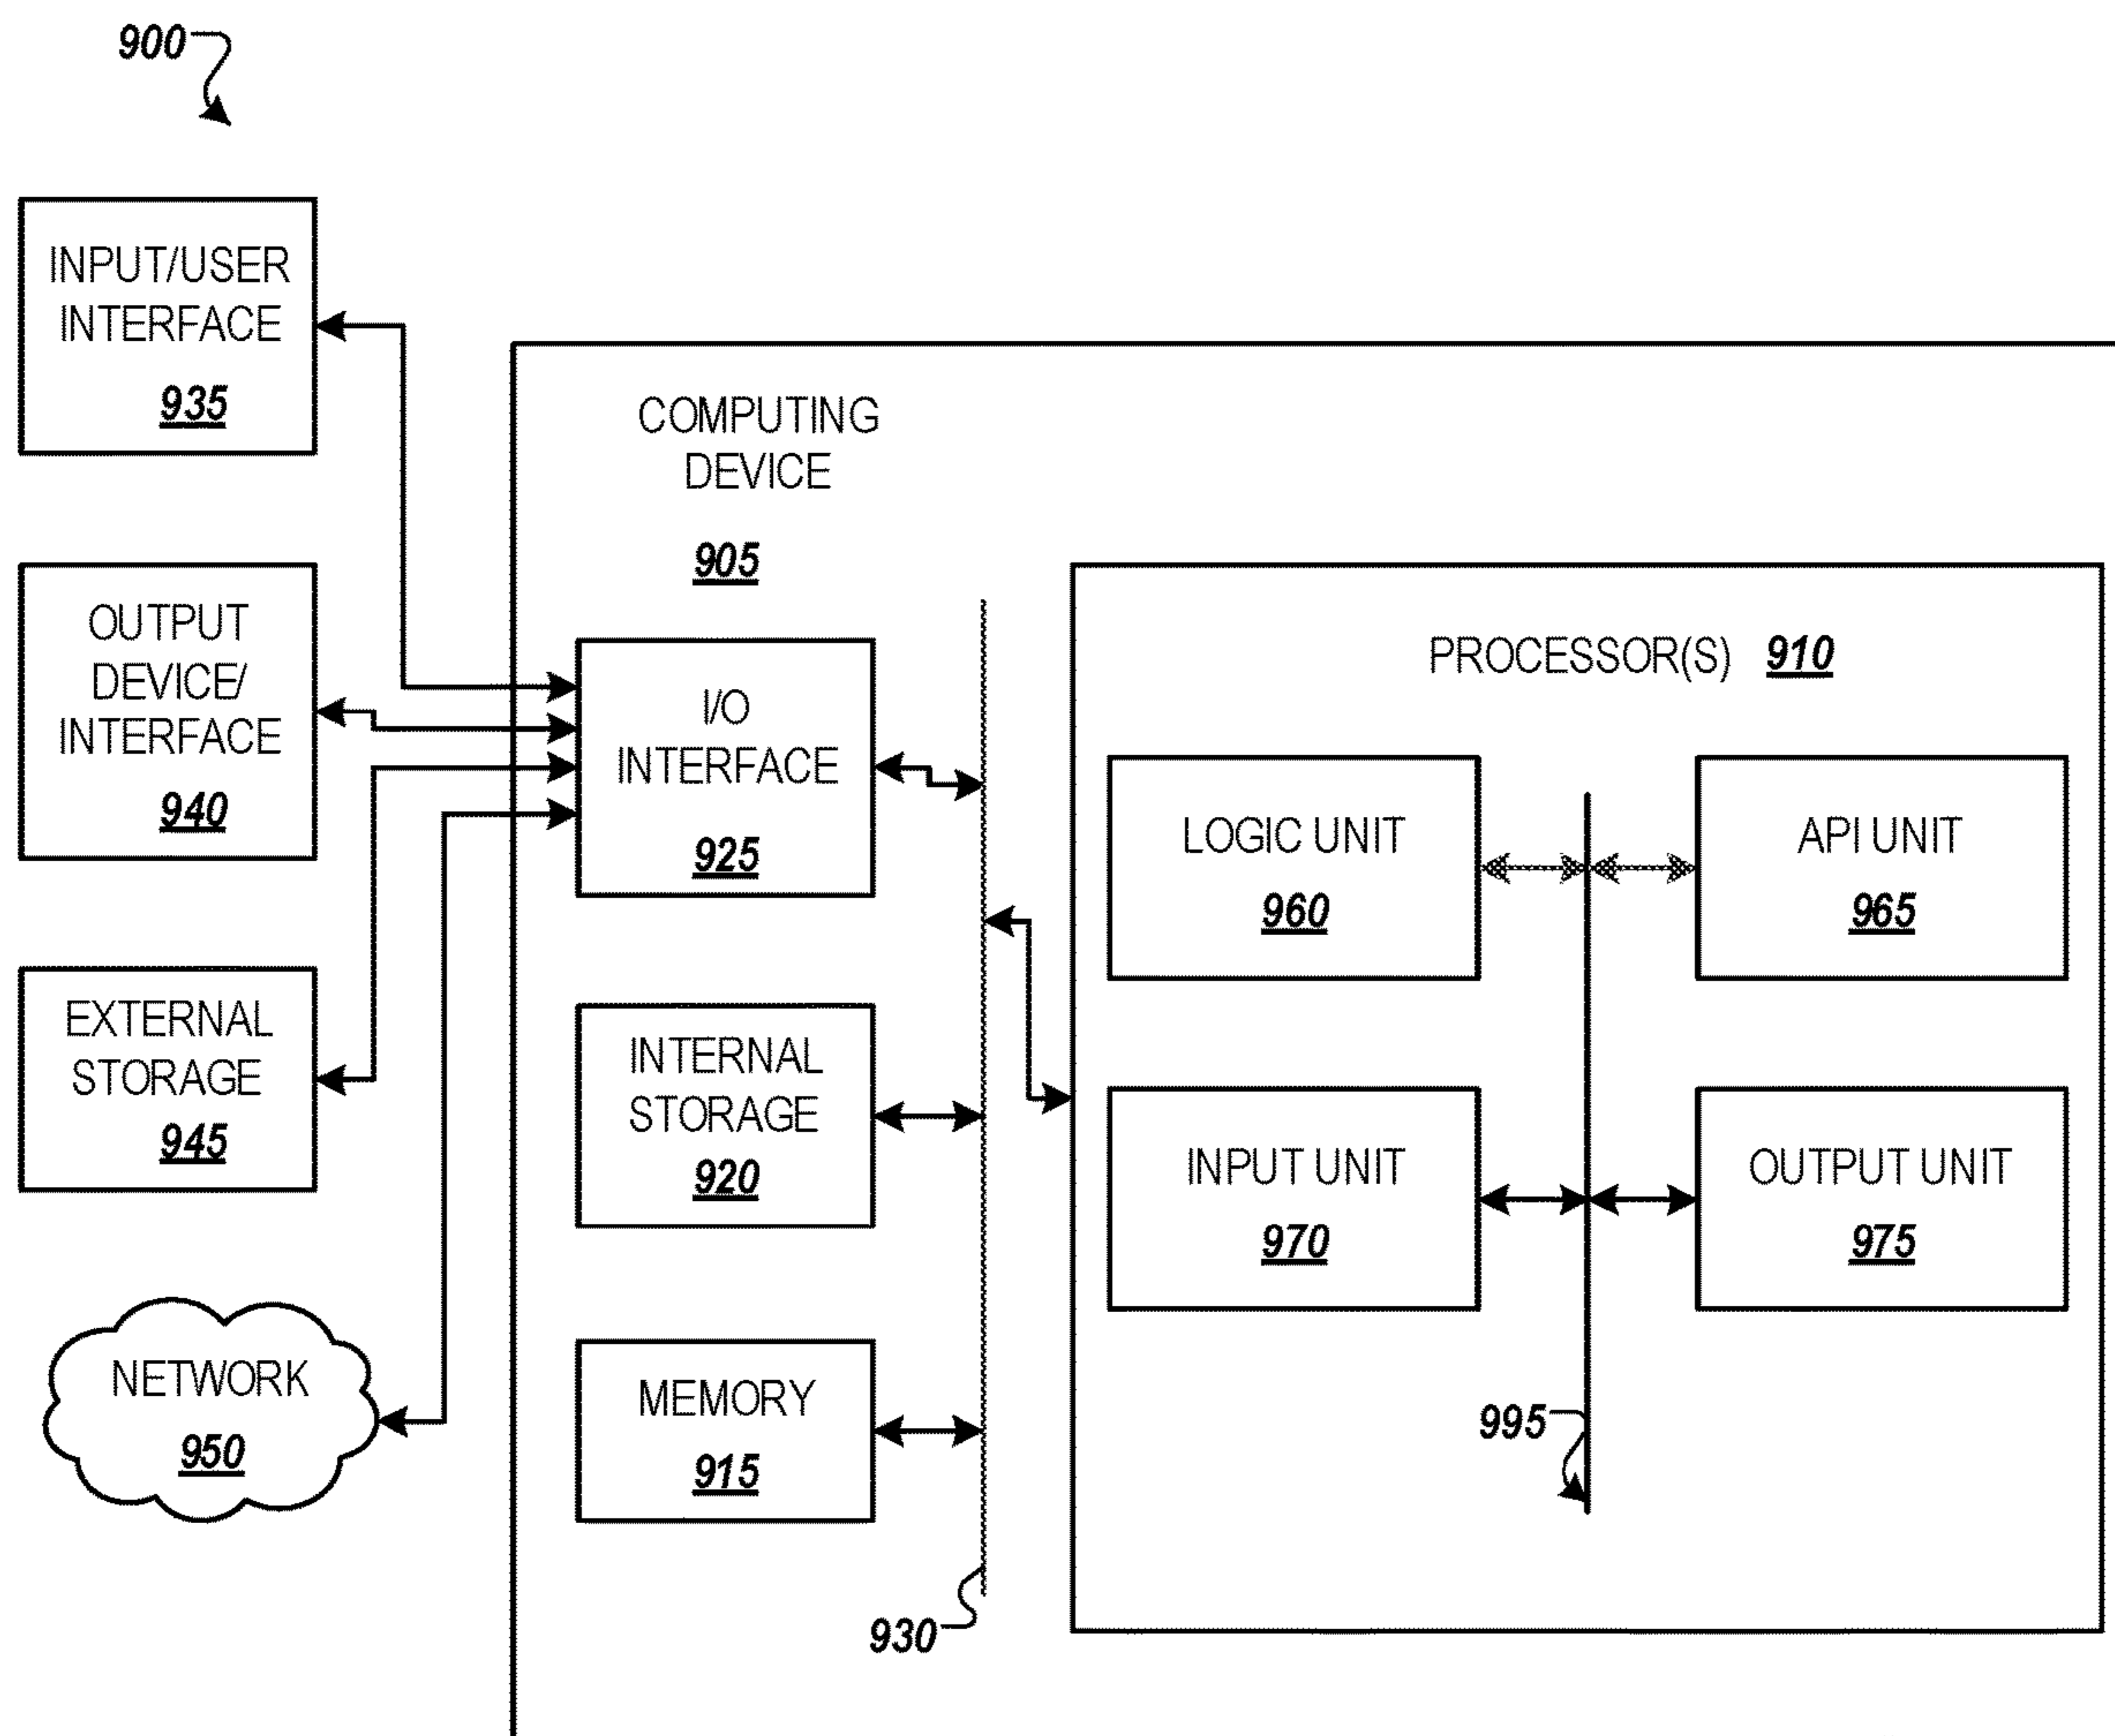 900
INPUT/USER
INTERFACE
935
OUTPUT
DEVICE/
INTERFACE
940
EXTERNAL
STORAGE
945
NETWORK
950
COMPUTING
DEVICE
905
I/O
INTERFACE
925
INTERNAL
STORAGE
920
MEMORY
915
930
PROCESSOR(S) 910
LOGIC UNIT
960
API UNIT
965
INPUT UNIT
970
OUTPUT UNIT
975
995